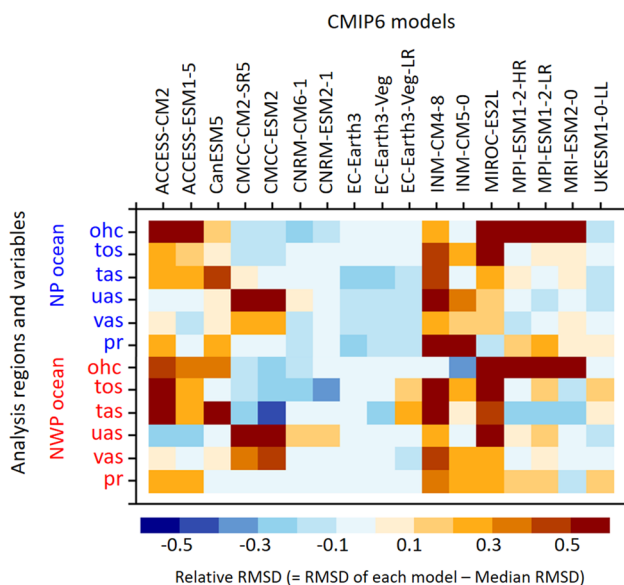 CMIP6 models
ACCESS-CM2
ACCESS-ESM1-5
CanESM5
CMCC-CM2-SR5
CMCC-ESM2
CNRM-CM6-1
CNRM-ESM2-1
EC-Earth3
EC-Earth3-Veg
EC-Earth3-Veg-LR
INM-CM4-8
INM-CM5-0
MIROC-ES2L
MPI-ESM1-2-HR
MPI-ESM1-2-LR
MRI-ESM2-0
UKESM1-0-LL
Analysis regions and variables
NP ocean
ohc
tos
tas
uas
vas
pr
NWP ocean
ohc
tos
tas
uas
vas
pr
-0.5 -0.3 -0.1 0.1 0.3 0.5
Relative RMSD (= RMSD of each model – Median RMSD)